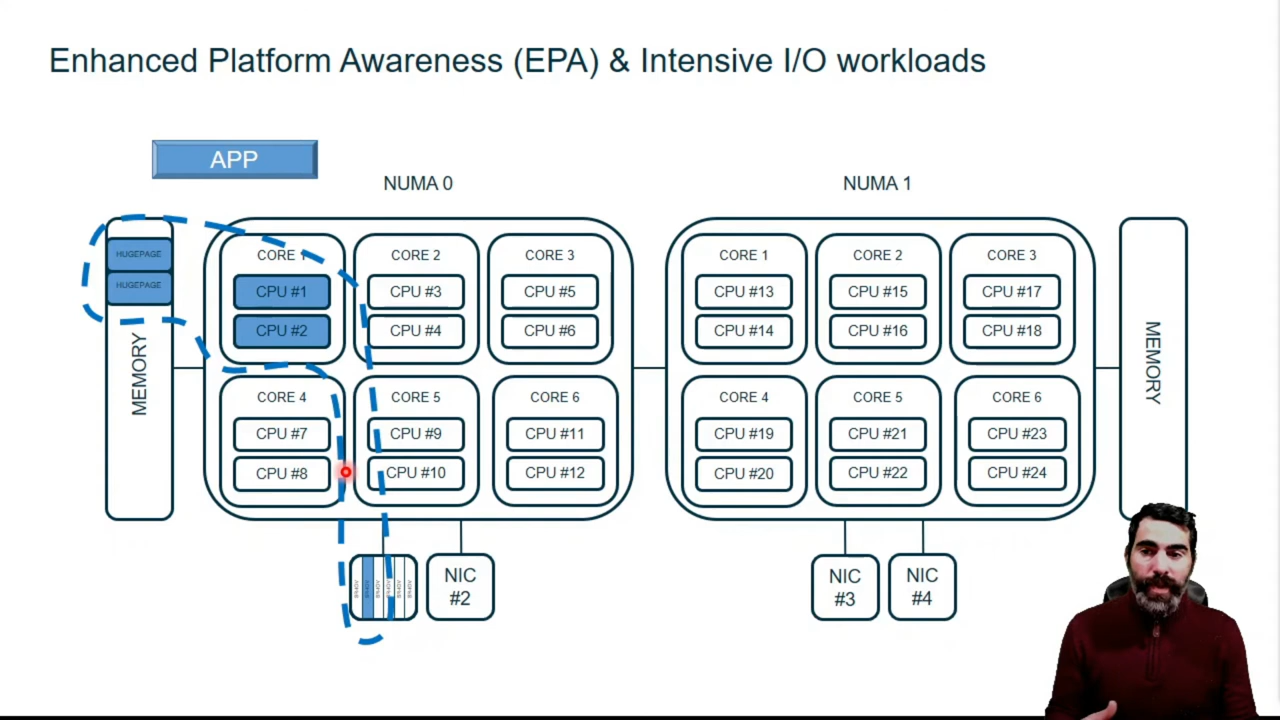 Enhanced Platform Awareness (EPA) & Intensive I/O workloads
APP
NUMA 0
NUMA 1
HUGEPAGE
HUGEPAGE
MEMORY
CORE 1
CPU #1
CPU #2
CORE 2
CPU #3
CPU #4
CORE 3
CPU #5
CPU #6
CORE 4
CPU #7
CPU #8
CORE 5
CPU #9
CPU #10
CORE 6
CPU #11
CPU #12
CORE 1
CPU #13
CPU #14
CORE 2
CPU #15
CPU #16
CORE 3
CPU #17
CPU #18
CORE 4
CPU #19
CPU #20
CORE 5
CPU #21
CPU #22
CORE 6
CPU #23
CPU #24
MEMORY
NIC
#2
NIC
#3
NIC
#4